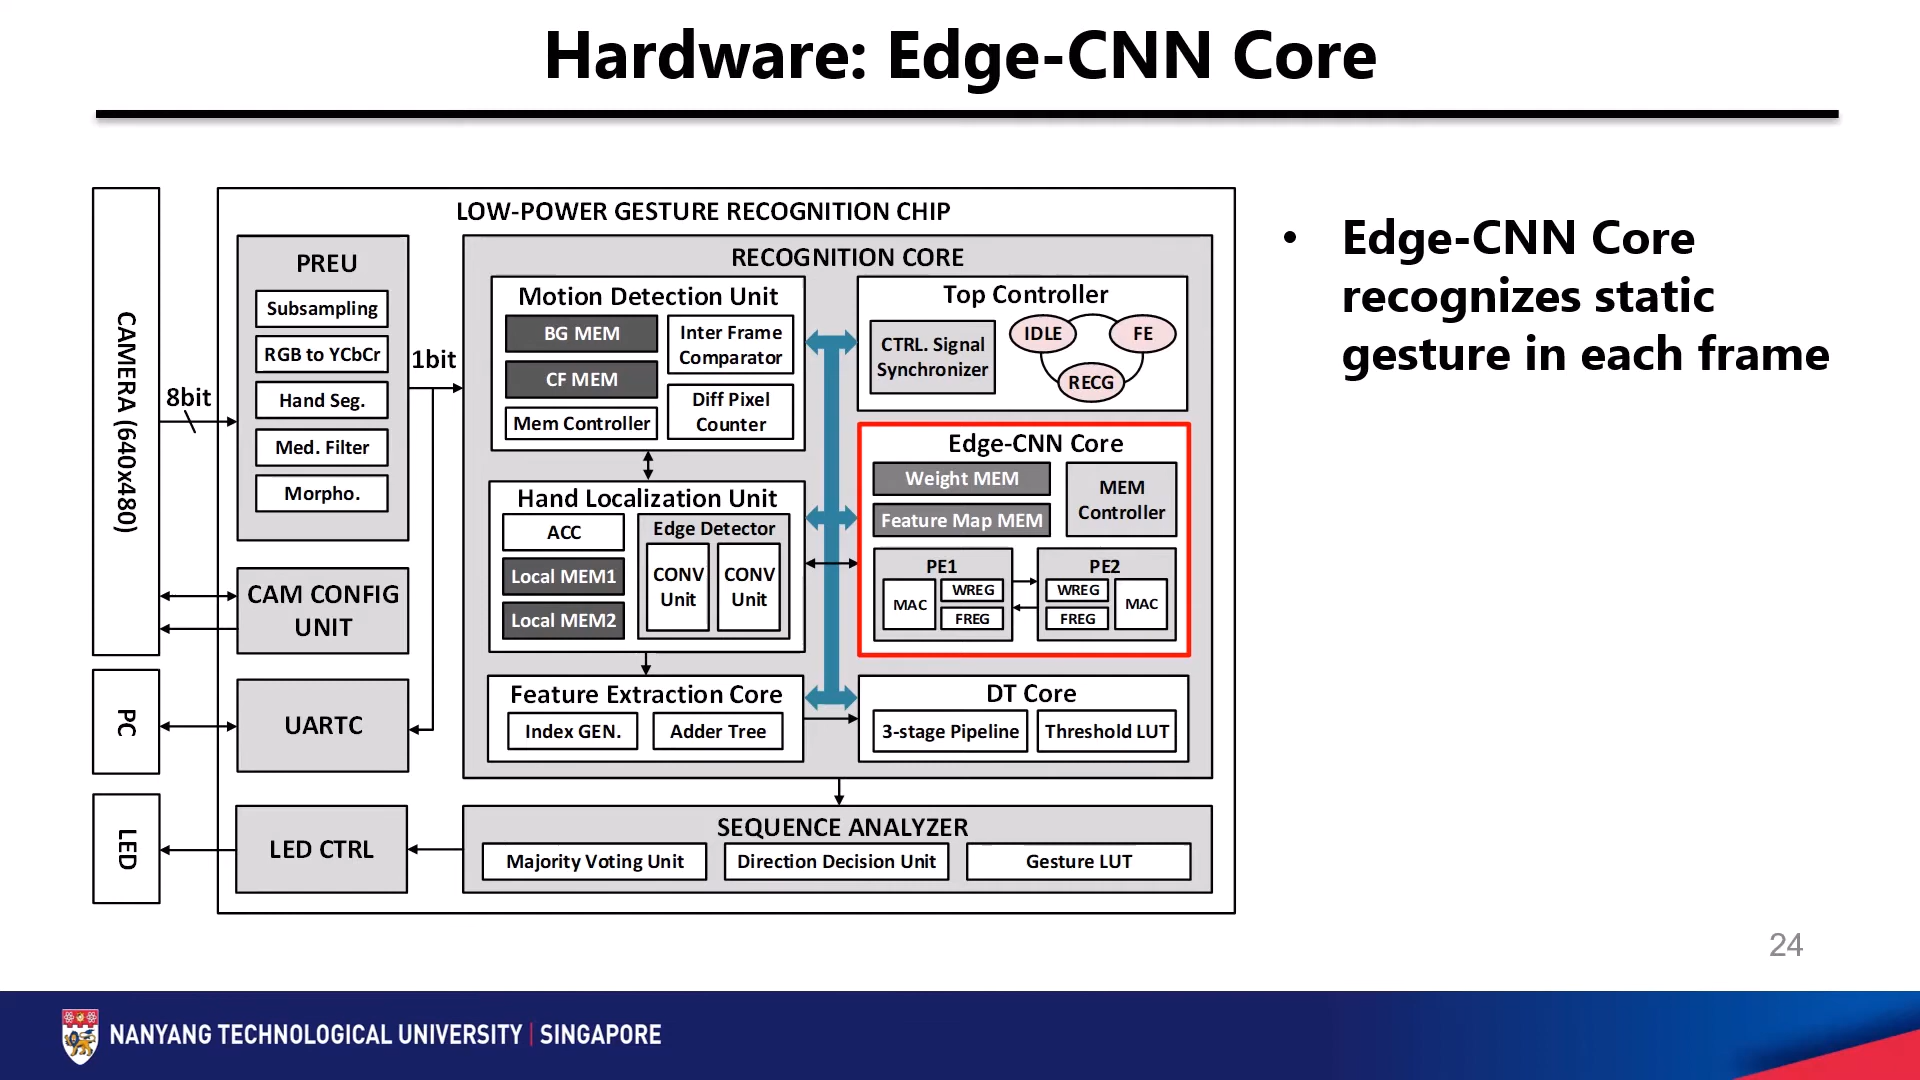 Hardware: Edge-CNN Core
LOW-POWER GESTURE RECOGNITION CHIP
CAMERA (640x480)
8bit
PREU
Subsampling
RGB to YCbCr
Hand Seg.
Med. Filter
Morpho.
1bit
CAM CONFIG
UNIT
PC
UARTC
LED
LED CTRL
RECOGNITION CORE
Motion Detection Unit
BG MEM
CF MEM
Mem Controller
Inter Frame
Comparator
Diff Pixel
Counter
Top Controller
CTRL. Signal
Synchronizer
IDLE
FE
RECG
Hand Localization Unit
ACC
Local MEM1
Local MEM2
Edge Detector
CONV
Unit
CONV
Unit
Edge-CNN Core
Weight MEM
Feature Map MEM
MEM
Controller
PE1
MAC
WREG
FREG
PE2
WREG
FREG
MAC
Feature Extraction Core
Index GEN.
Adder Tree
DT Core
3-stage Pipeline
Threshold LUT
SEQUENCE ANALYZER
Majority Voting Unit
Direction Decision Unit
Gesture LUT
• Edge-CNN Core
recognizes static
gesture in each frame
24
NANYANG TECHNOLOGICAL UNIVERSITY | SINGAPORE